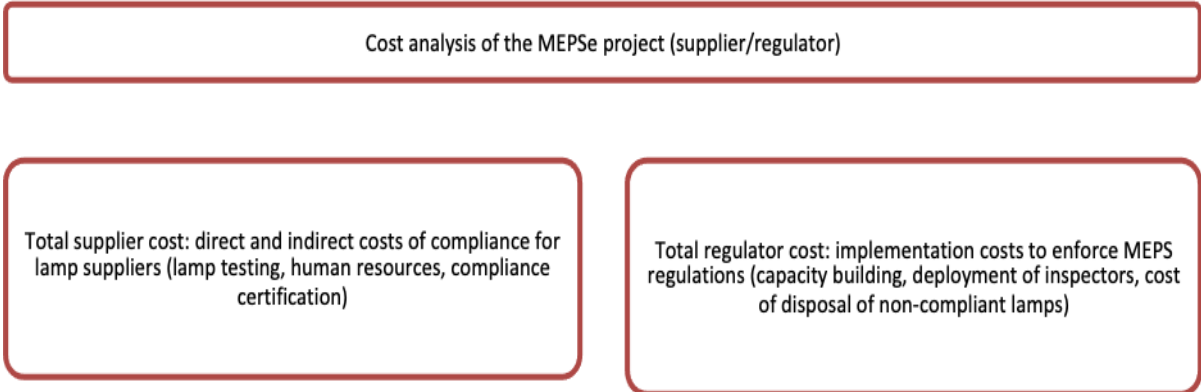 Cost analysis of the MEPSe project (supplier/regulator)
Total supplier cost: direct and indirect costs of compliance for
lamp suppliers (lamp testing, human resources, compliance
certification)
Total regulator cost: implementation costs to enforce MEPS
regulations (capacity building, deployment of inspectors, cost
of disposal of non-compliant lamps)